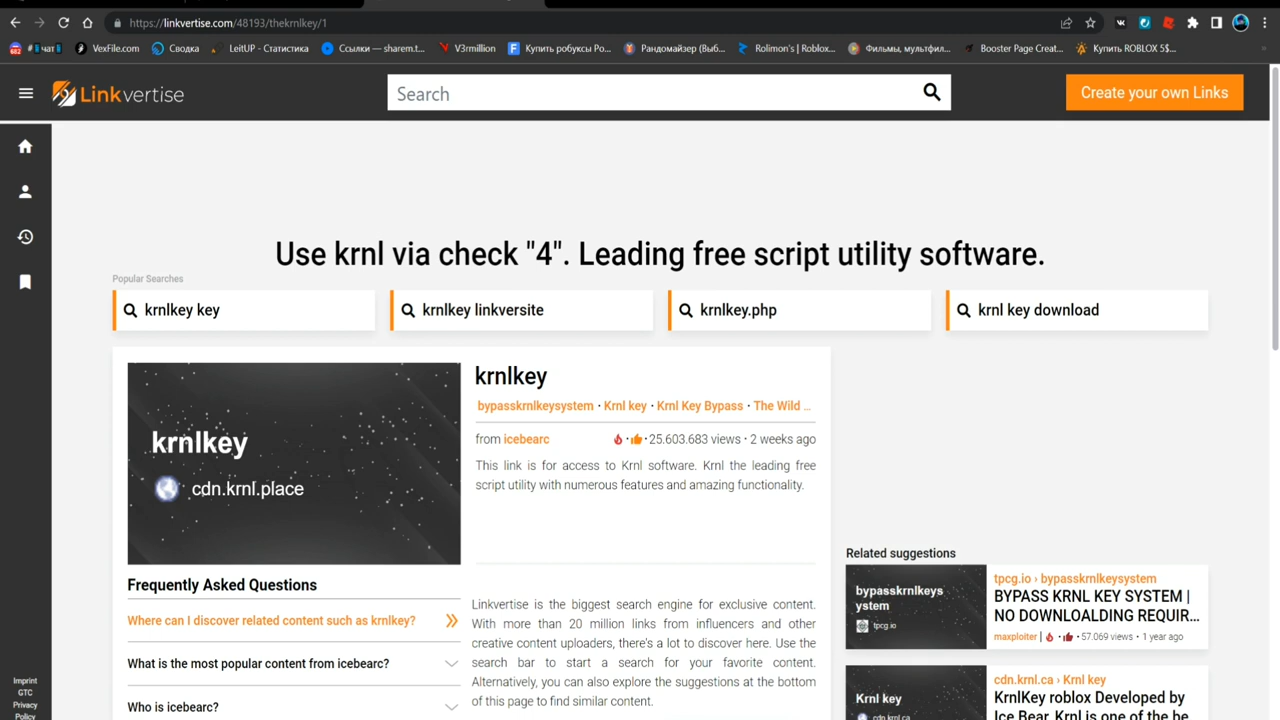 https://linkvertise.com/48193/thekrnlkey/1
VexFile.com
Сводка
LeitUP - Статистика
Ссылки — sharem.t...
V3rmillion
Купить робуксы Ро...
Рандомайзер (Выб...
Rolimon's | Roblox...
Фильмы, мультфил...
Booster Page Creat...
Купить ROBLOX 5$...
Linkvertise
Search
Create your own Links
Use krnl via check "4". Leading free script utility software.
Popular Searches
krnlkey key
krnlkey linkversite
krnlkey.php
krnl key download
krnlkey
cdn.krnl.place
krnlkey
bypasskrnlkeysystem · Krnl key · Krnl Key Bypass · The Wild ...
from icebearc
25.603.683 views · 2 weeks ago
This link is for access to Krnl software. Krnl the leading free
script utility with numerous features and amazing functionality.
Frequently Asked Questions
Where can I discover related content such as krnlkey?
What is the most popular content from icebearc?
Who is icebearc?
Linkvertise is the biggest search engine for exclusive content.
With more than 20 million links from influencers and other
creative content uploaders, there's a lot to discover here. Use the
search bar to start a search for your favorite content.
Alternatively, you can also explore the suggestions at the bottom
of this page to find similar content.
Related suggestions
bypasskrnlkeys
ystem
tpcg.io
tpcg.io › bypasskrnlkeysystem
BYPASS KRNL KEY SYSTEM |
NO DOWNLOALDING REQUIR...
maxploiter | 57.069 views · 1 year ago
Krnl key
cdn.krnl.ca
cdn.krnl.ca › Krnl key
KrnlKey roblox Developed by
Ice Bear. Krnl is one of the be
Imprint
GTC
Privacy
Policy